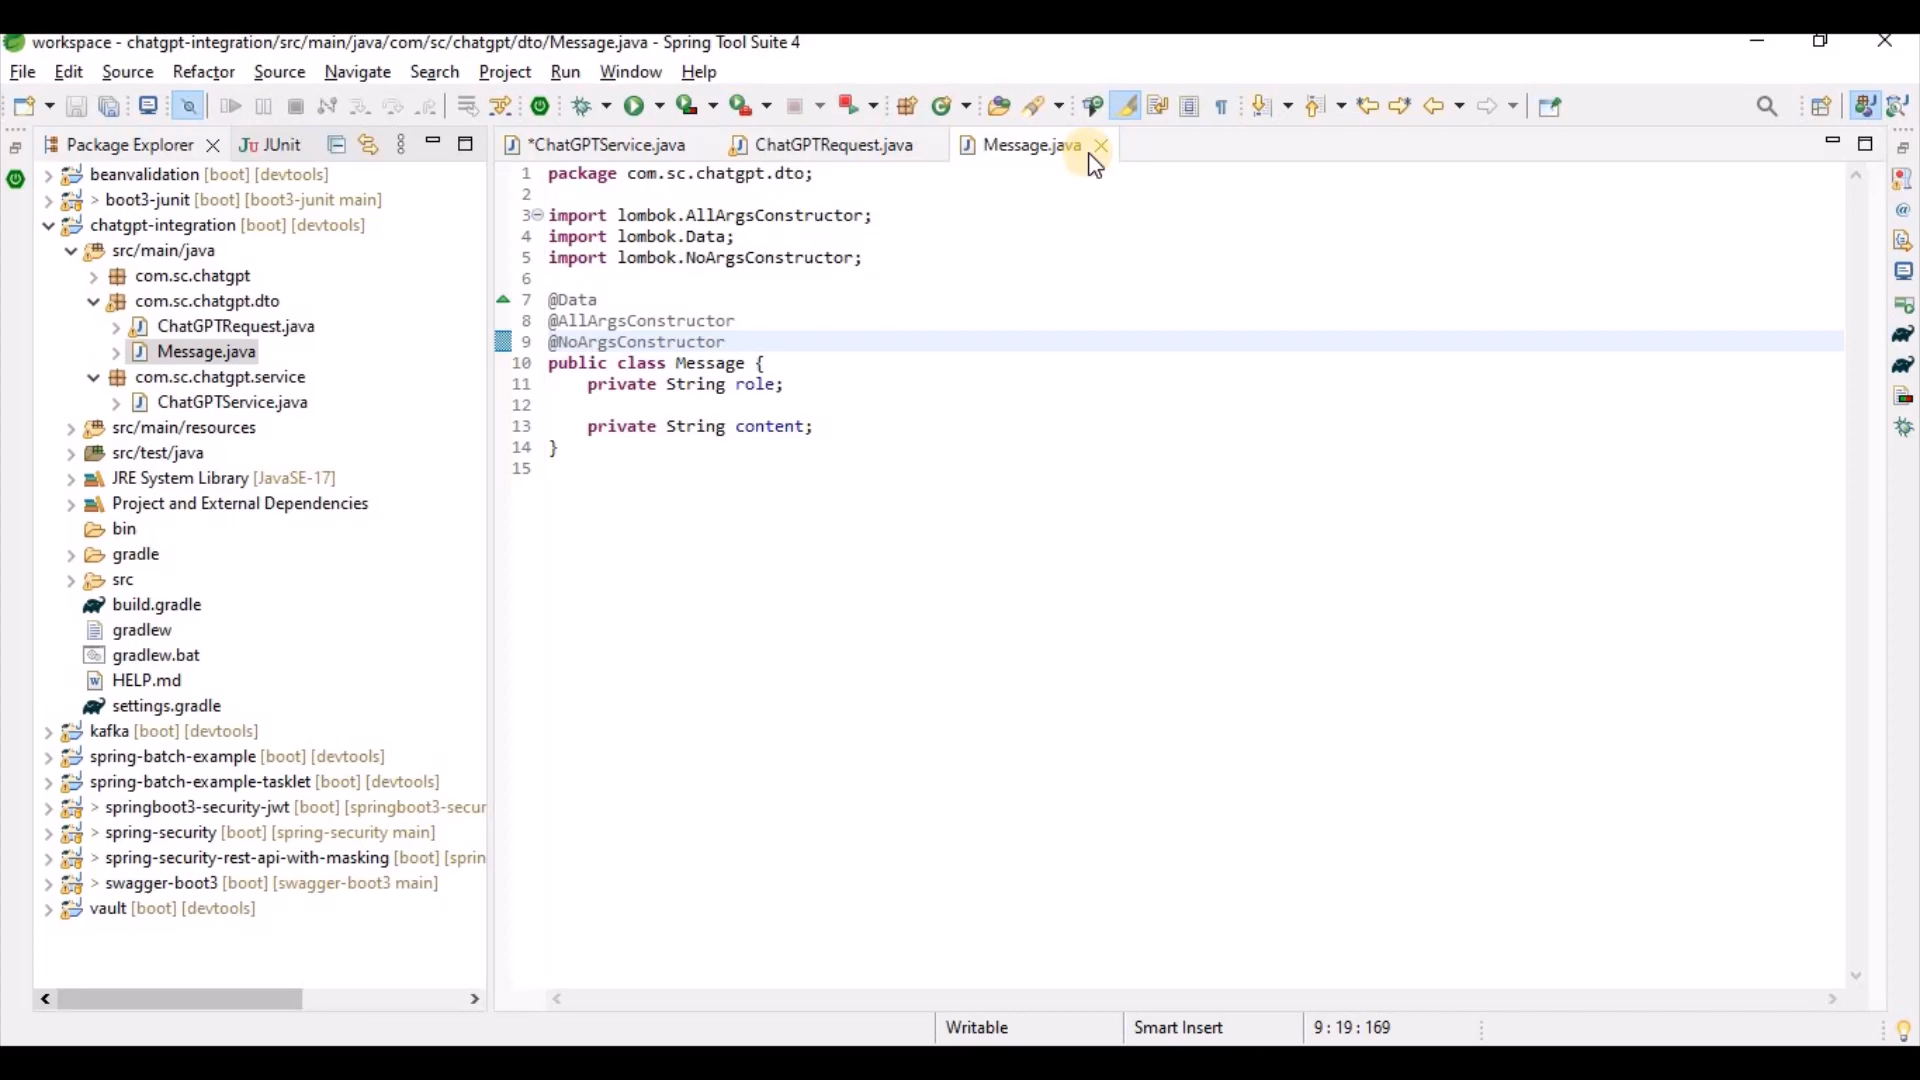 workspace - chatgpt-integration/src/main/java/com/sc/chatgpt/dto/Message.java - Spring Tool Suite 4
File Edit Source Refactor Source Navigate Search Project Run Window Help
Package Explorer JUnit
*ChatGPTService.java ChatGPTRequest.java Message.java
beanvalidation [boot] [devtools]
> boot3-junit [boot] [boot3-junit main]
chatgpt-integration [boot] [devtools]
src/main/java
com.sc.chatgpt
com.sc.chatgpt.dto
ChatGPTRequest.java
Message.java
com.sc.chatgpt.service
ChatGPTService.java
src/main/resources
src/test/java
JRE System Library [JavaSE-17]
Project and External Dependencies
bin
gradle
src
build.gradle
gradlew
gradlew.bat
HELP.md
settings.gradle
kafka [boot] [devtools]
spring-batch-example [boot] [devtools]
spring-batch-example-tasklet [boot] [devtools]
> springboot3-security-jwt [boot] [springboot3-secur
> spring-security [boot] [spring-security main]
> spring-security-rest-api-with-masking [boot] [sprin
> swagger-boot3 [boot] [swagger-boot3 main]
vault [boot] [devtools]
1 package com.sc.chatgpt.dto;
2
3 import lombok.AllArgsConstructor;
4 import lombok.Data;
5 import lombok.NoArgsConstructor;
6
7 @Data
8 @AllArgsConstructor
9 @NoArgsConstructor
10 public class Message {
11 private String role;
12
13 private String content;
14 }
15
Writable Smart Insert 9 : 19 : 169